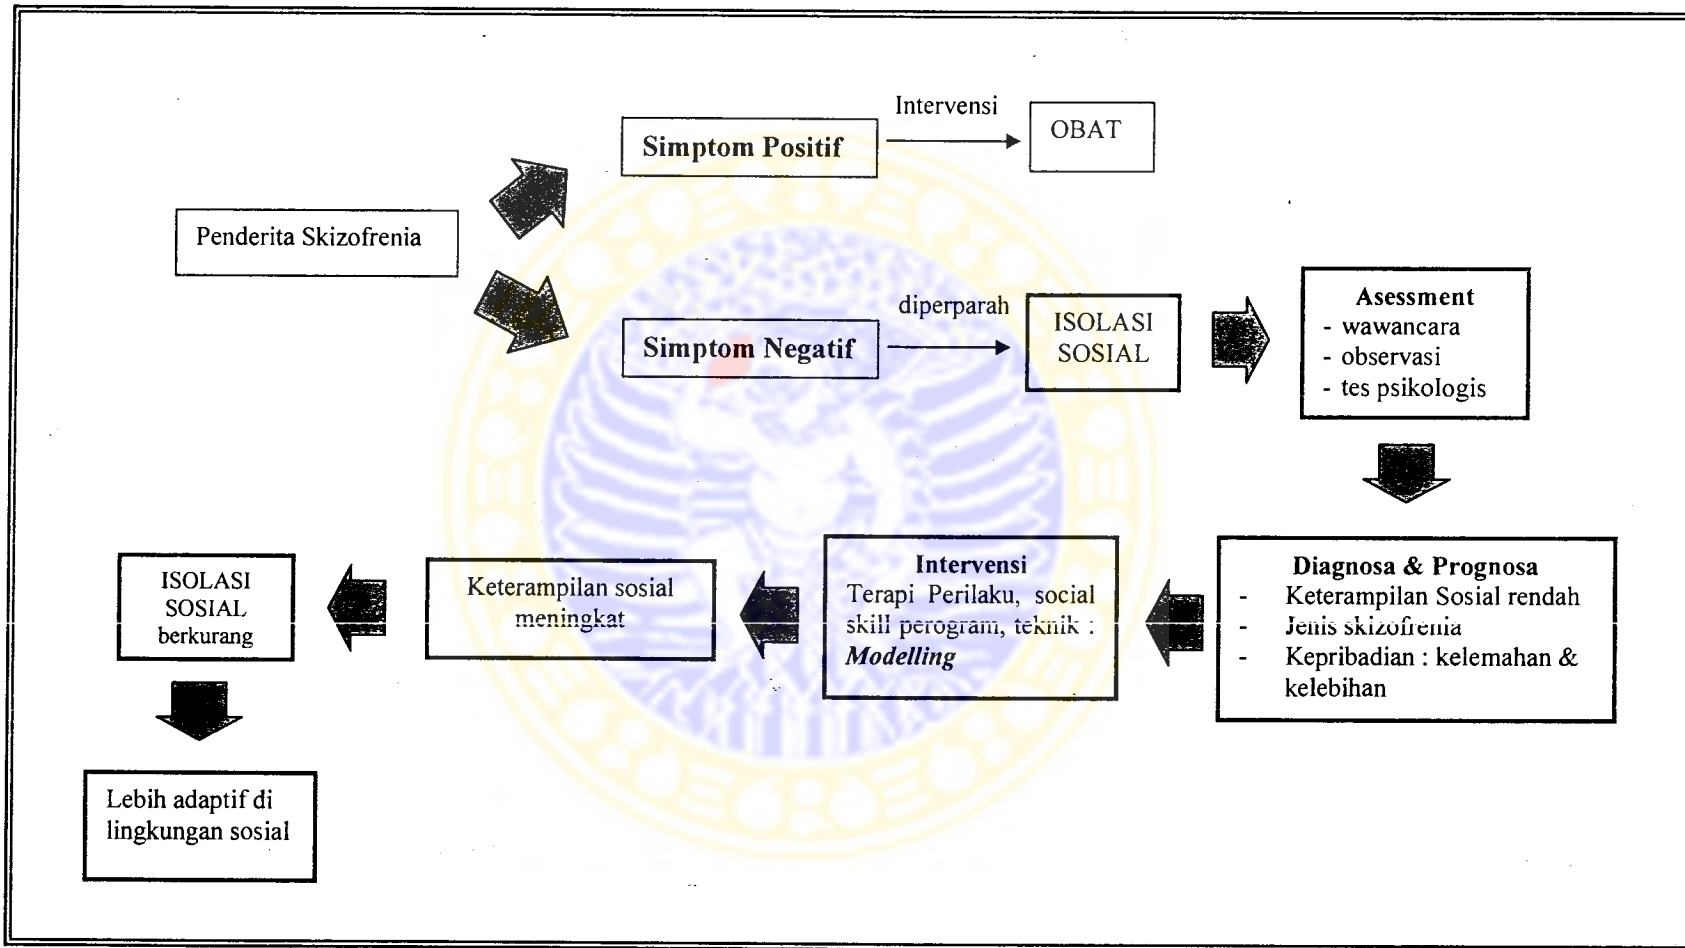 Intervensi
Simptom Positif
OBAT
Penderita Skizofrenia
diperparah
Simptom Negatif
ISOLASI
SOSIAL
Asessment
- wawancara
- observasi
- tes psikologis
Diagnosa & Prognosa
- Keterampilan Sosial rendah
- Jenis skizofrenia
- Kepribadian : kelemahan &
kelebihan
Intervensi
Terapi Perilaku, social
skill perogram, teknik :
Modelling
Keterampilan sosial
meningkat
ISOLASI
SOSIAL
berkurang
Lebih adaptif di
lingkungan sosial